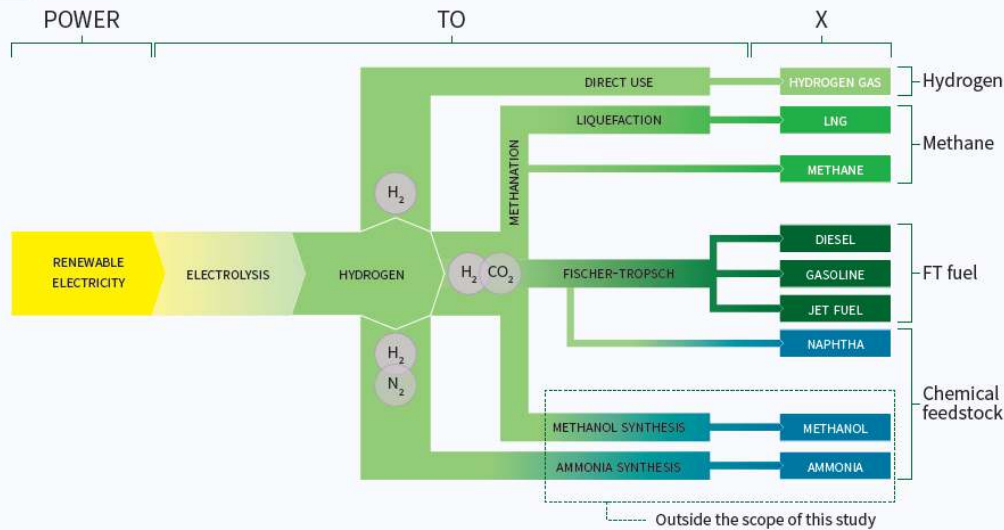 POWER
TO
X
DIRECT USE
HYDROGEN GAS
Hydrogen
LIQUEFACTION
LNG
METHANATION
METHANE
Methane
H2
RENEWABLE
ELECTRICITY
ELECTROLYSIS
HYDROGEN
H2 CO2
FISCHER-TROPSCH
DIESEL
GASOLINE
JET FUEL
FT fuel
NAPHTHA
H2
N2
Chemical
feedstock
METHANOL SYNTHESIS
METHANOL
AMMONIA SYNTHESIS
AMMONIA
Outside the scope of this study